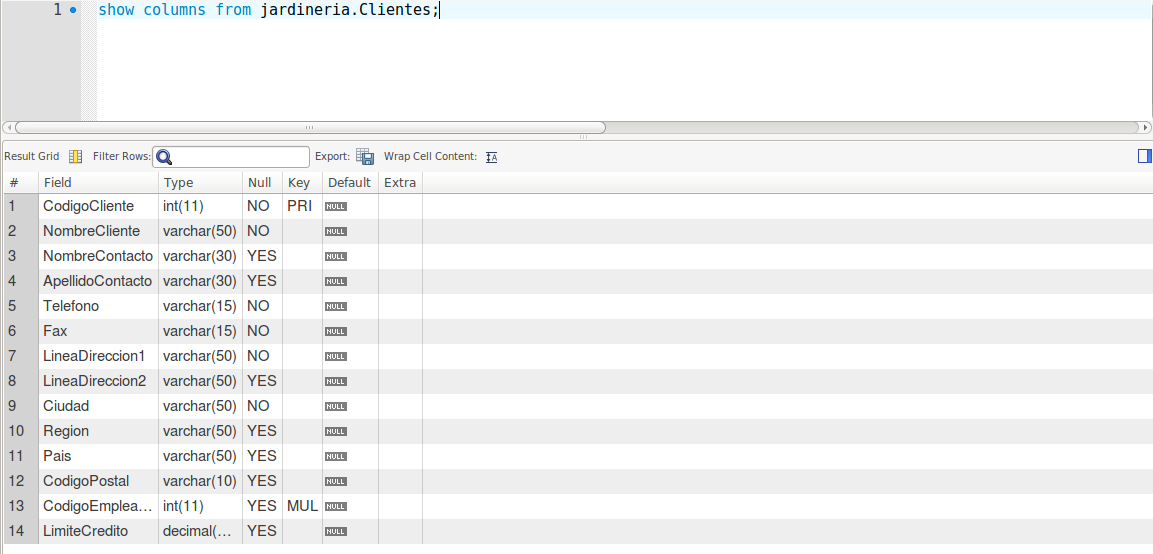 1 show columns from jardineria.Clientes;
Result Grid Filter Rows: Export: Wrap Cell Content:
# Field Type Null Key Default Extra
1 CodigoCliente int(11) NO PRI NULL
2 NombreCliente varchar(50) NO NULL
3 NombreContacto varchar(30) YES NULL
4 ApellidoContacto varchar(30) YES NULL
5 Telefono varchar(15) NO NULL
6 Fax varchar(15) NO NULL
7 LineaDireccion1 varchar(50) NO NULL
8 LineaDireccion2 varchar(50) YES NULL
9 Ciudad varchar(50) NO NULL
10 Region varchar(50) YES NULL
11 Pais varchar(50) YES NULL
12 CodigoPostal varchar(10) YES NULL
13 CodigoEmplea... int(11) YES MUL NULL
14 LimiteCredito decimal(... YES NULL